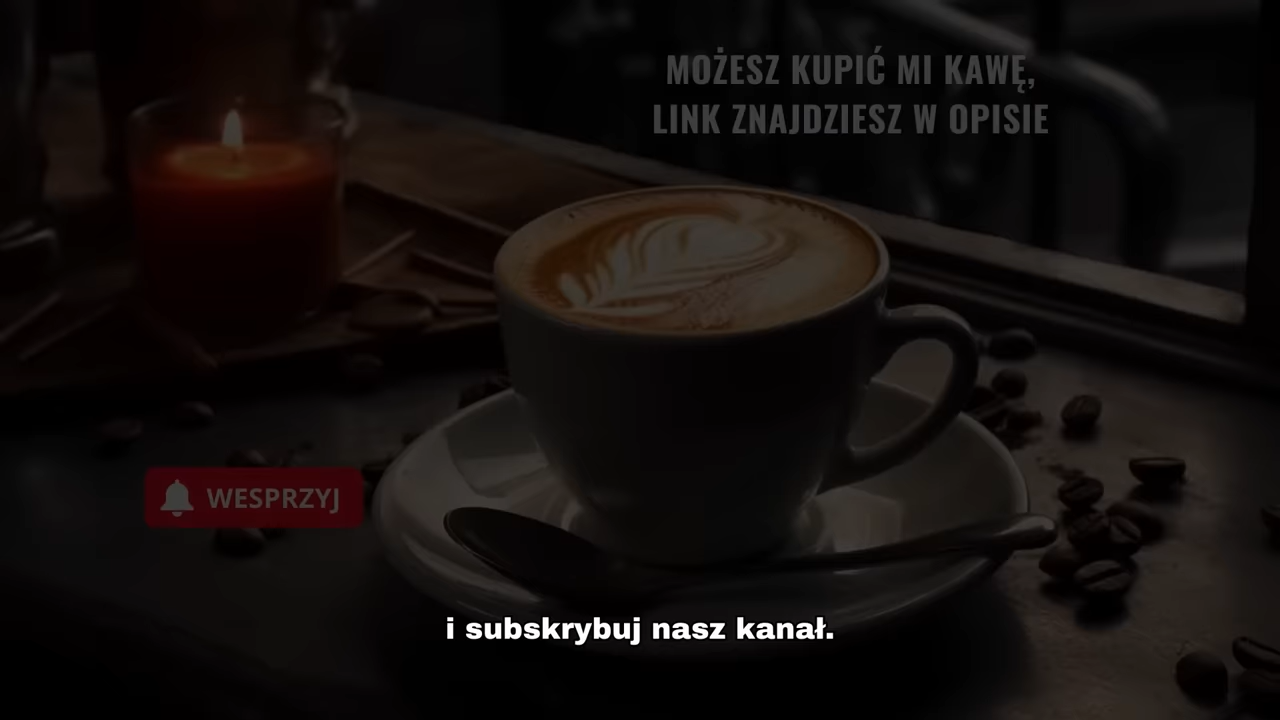 MOŻESZ KUPIĆ MI KAWĘ,
LINK ZNAJDZIESZ W OPISIE
WESPRZYJ
i subskrybuj nasz kanał.